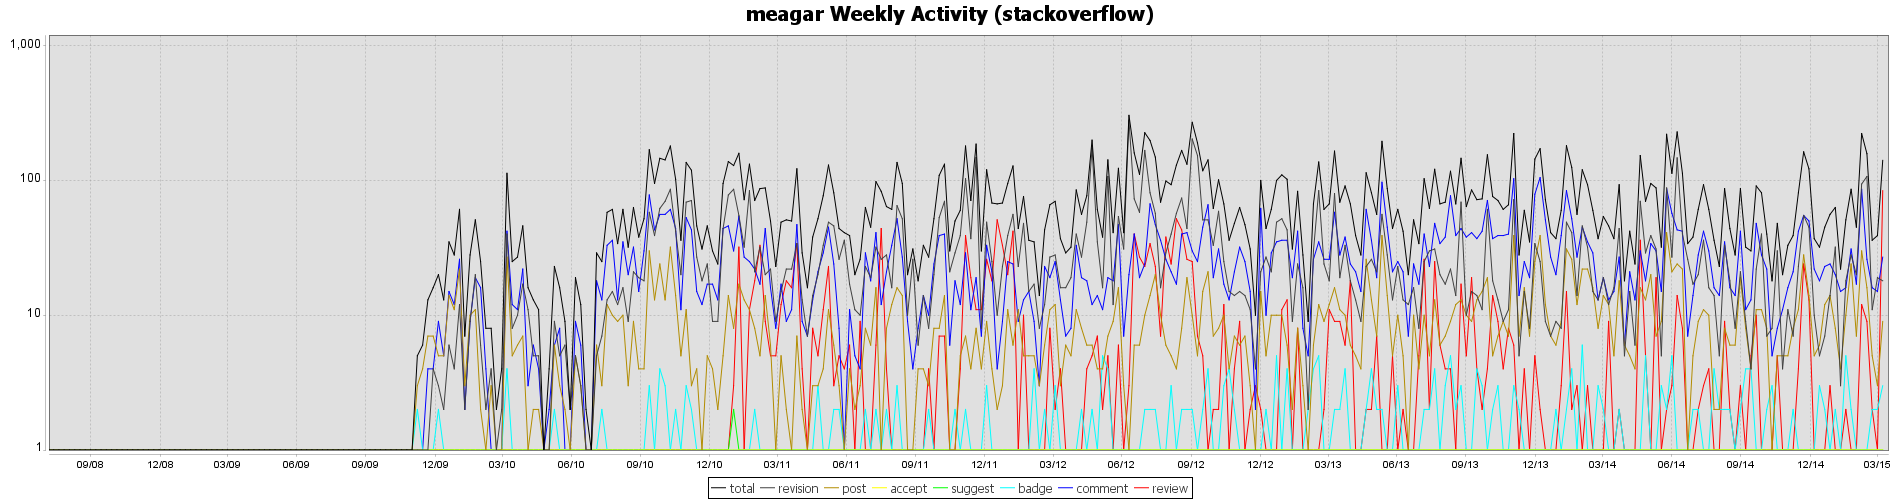 meagar Weekly Activity (stackoverflow)
1,000
100
10
1
09/08 12/08 03/09 06/09 09/09 12/09 03/10 06/10 09/10 12/10 03/11 06/11 09/11 12/11 03/12 06/12 09/12 12/12 03/13 06/13 09/13 12/13 03/14 06/14 09/14 12/14 03/15
total revision post accept suggest badge comment review